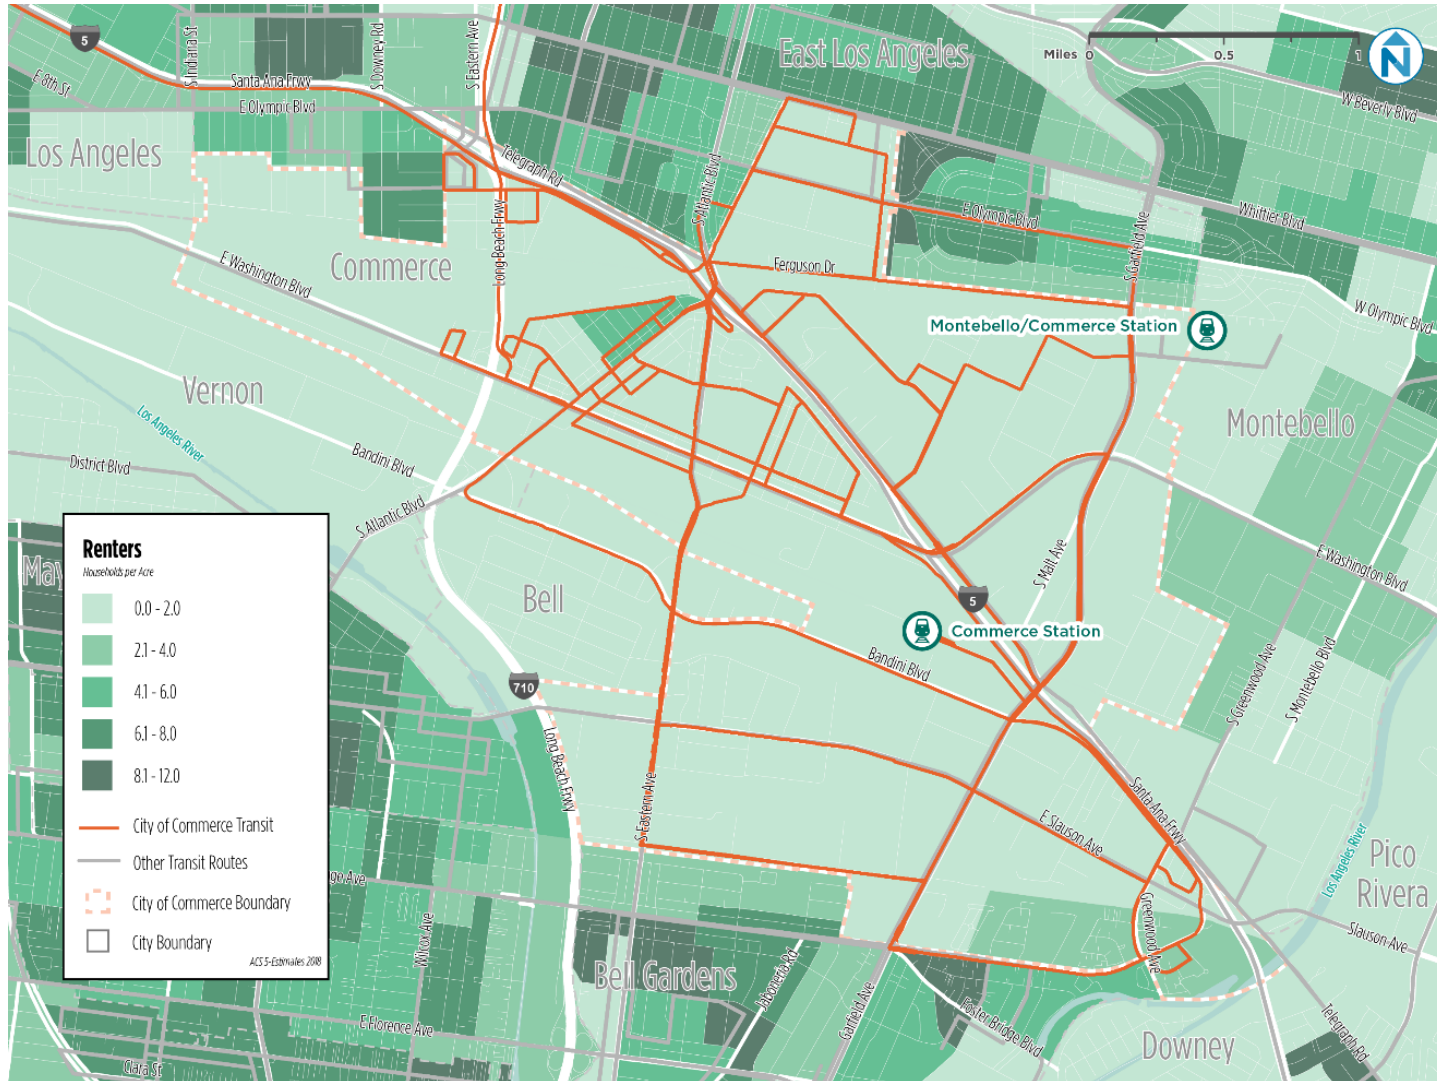 5
E 8th St
S Indiana St
Santa Ana Frwy
E Olympic Blvd
S Downey Rd
S Eastern Ave
East Los Angeles
Miles 0 0.5 1
N
W Beverly Blvd
Los Angeles
Telegraph Rd
S Atlantic Blvd
E Olympic Blvd
S Garfield Ave
Whittier Blvd
Commerce
E Washington Blvd
Long Beach Frwy
Ferguson Dr
W Olympic Blvd
Montebello/Commerce Station
Vernon
Los Angeles River
Montebello
Bandini Blvd
District Blvd
S Atlantic Blvd
E Washington Blvd
S Malt Ave
Bell
5
Commerce Station
Bandini Blvd
710
Long Beach Frwy
S Greenwood Ave
S Montebello Blvd
S Eastern Ave
Santa Ana Frwy
E Slauson Ave
Los Angeles River
Pico
Rivera
Greenwood Ave
Slauson Ave
Bell Gardens
Jaboneria Rd
Garfield Ave
Foster Bridge Blvd
Telegraph Rd
Downey
Wilcox Ave
E Florence Ave
Clara St
May
ge Ave
Renters
Households per Acre
0.0 - 2.0
2.1 - 4.0
4.1 - 6.0
6.1 - 8.0
8.1 - 12.0
City of Commerce Transit
Other Transit Routes
City of Commerce Boundary
City Boundary
ACS 5-Estimates 2018